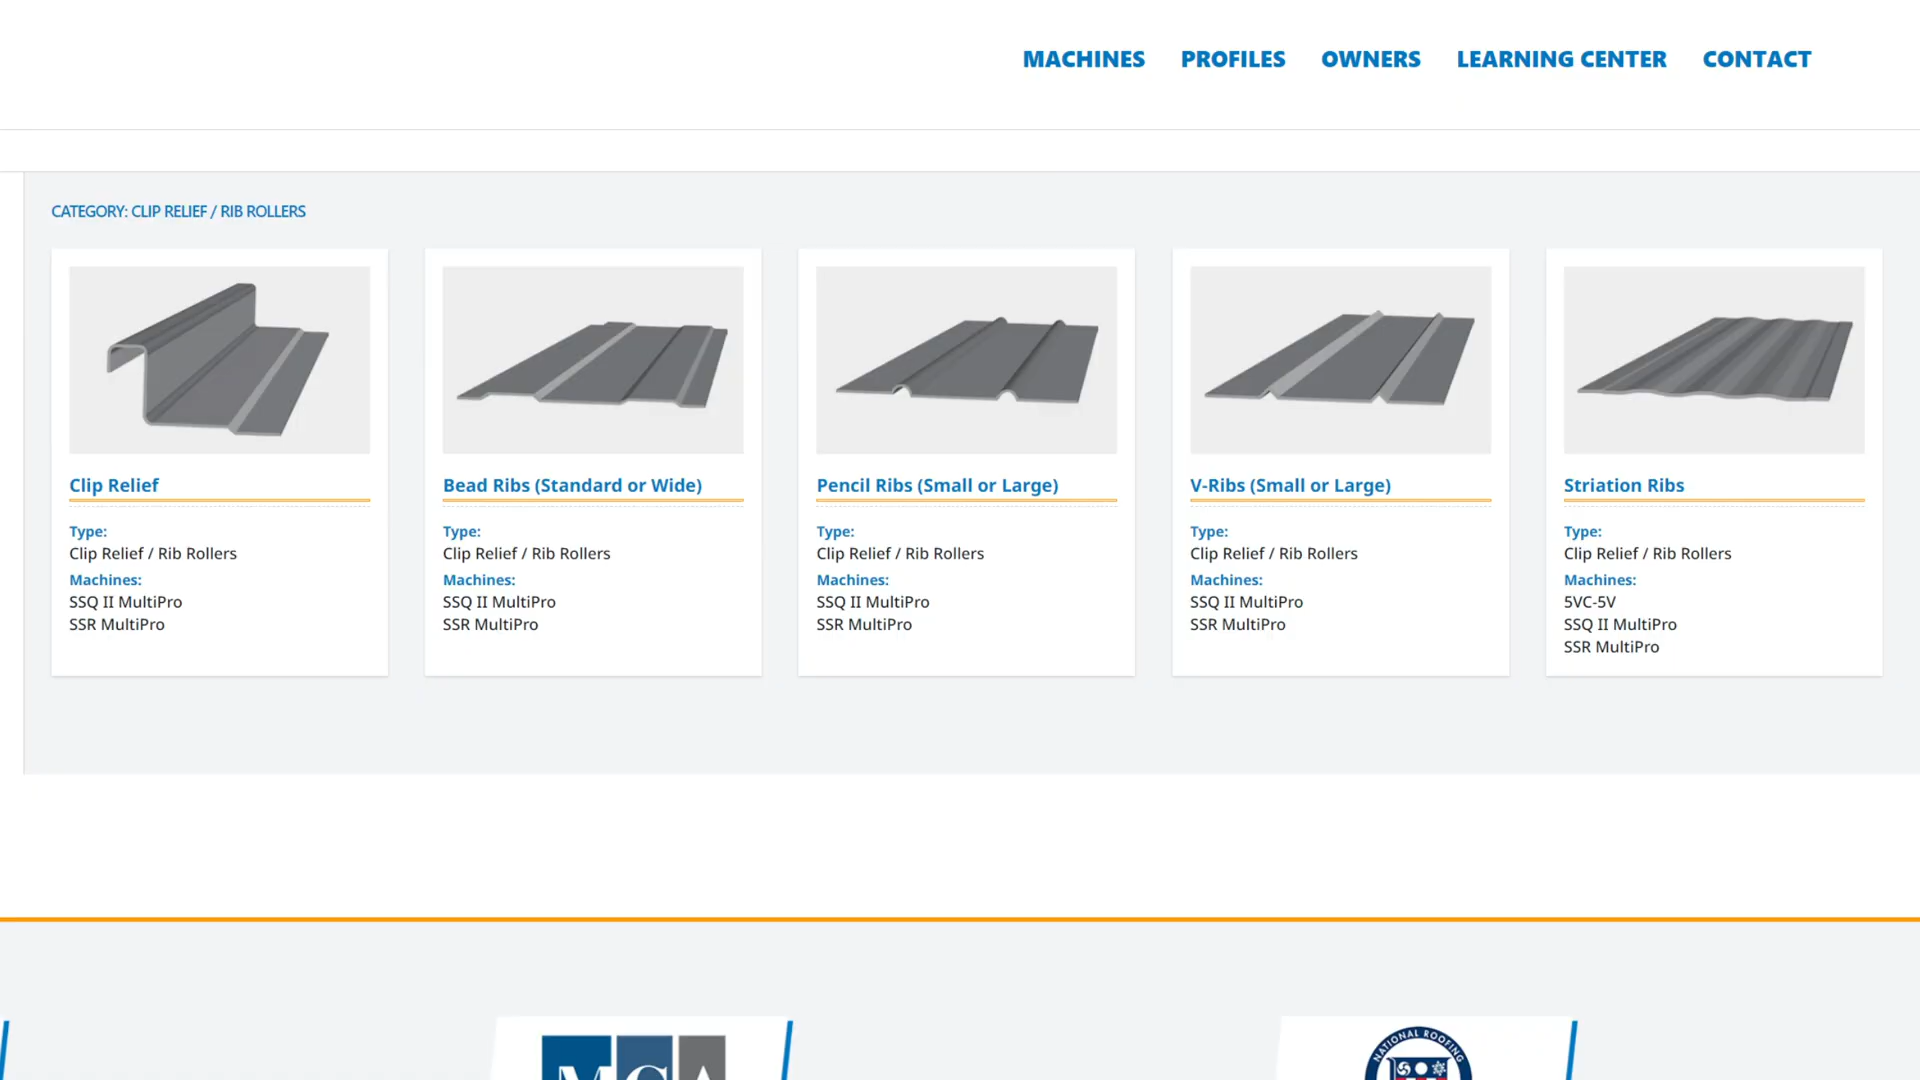 MACHINES PROFILES OWNERS LEARNING CENTER CONTACT
CATEGORY: CLIP RELIEF / RIB ROLLERS
Clip Relief
Type:
Clip Relief / Rib Rollers
Machines:
SSQ II MultiPro
SSR MultiPro
Bead Ribs (Standard or Wide)
Type:
Clip Relief / Rib Rollers
Machines:
SSQ II MultiPro
SSR MultiPro
Pencil Ribs (Small or Large)
Type:
Clip Relief / Rib Rollers
Machines:
SSQ II MultiPro
SSR MultiPro
V-Ribs (Small or Large)
Type:
Clip Relief / Rib Rollers
Machines:
SSQ II MultiPro
SSR MultiPro
Striation Ribs
Type:
Clip Relief / Rib Rollers
Machines:
5VC-5V
SSQ II MultiPro
SSR MultiPro
MCA
NATIONAL ROOFING